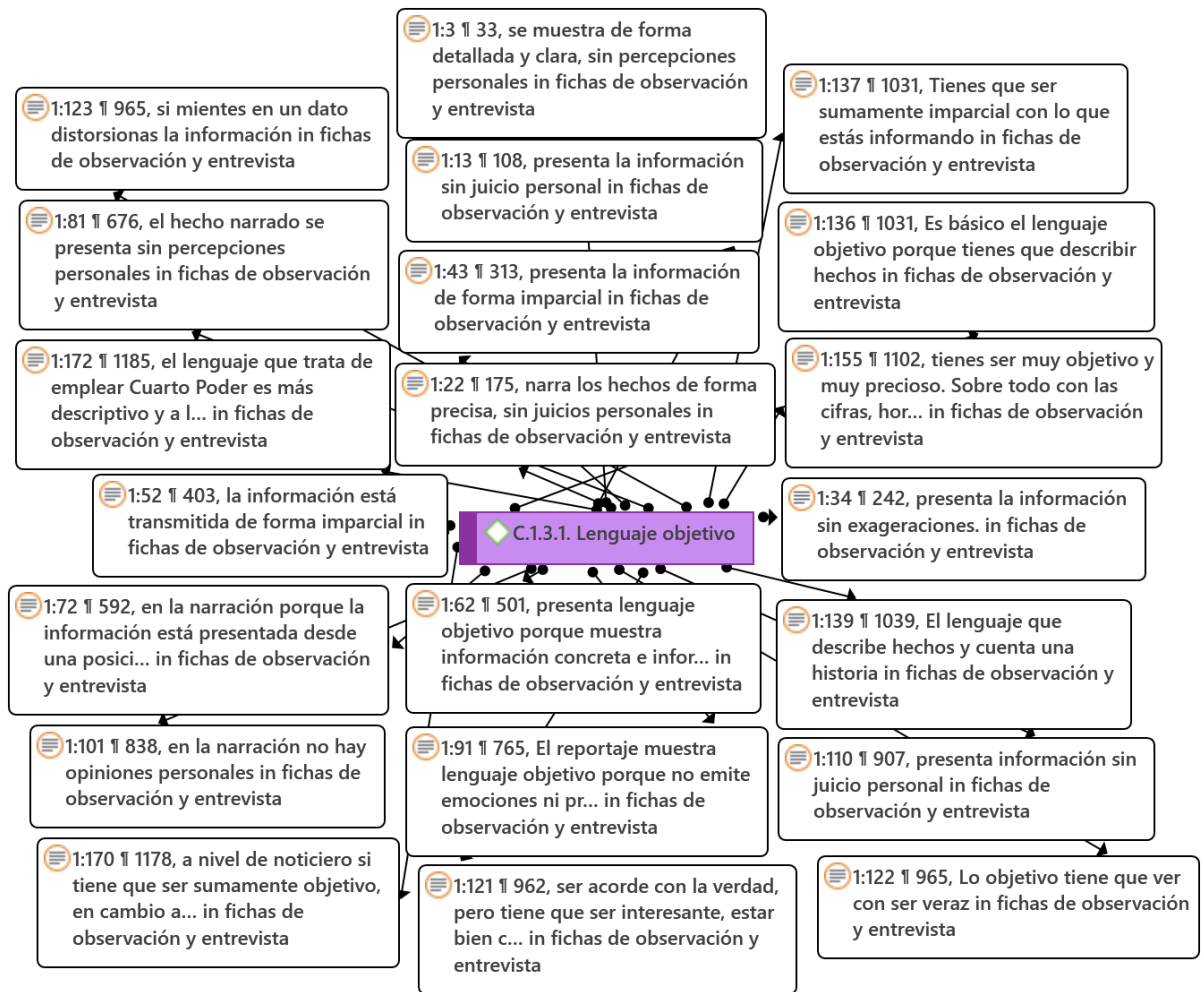 1:3 ¶ 33, se muestra de forma
detallada y clara, sin percepciones
personales in fichas de observación
y entrevista
1:137 ¶ 1031, Tienes que ser
sumamente imparcial con lo que
estás informando in fichas de
observación y entrevista
1:123 ¶ 965, si mientes en un dato
distorsionas la información in fichas
de observación y entrevista
1:13 ¶ 108, presenta la información
sin juicio personal in fichas de
observación y entrevista
1:81 ¶ 676, el hecho narrado se
presenta sin percepciones
personales in fichas de observación
y entrevista
1:136 ¶ 1031, Es básico el lenguaje
objetivo porque tienes que describir
hechos in fichas de observación y
entrevista
1:43 ¶ 313, presenta la información
de forma imparcial in fichas de
observación y entrevista
1:172 ¶ 1185, el lenguaje que trata de
emplear Cuarto Poder es más
descriptivo y a l... in fichas de
observación y entrevista
1:22 ¶ 175, narra los hechos de forma
precisa, sin juicios personales in
fichas de observación y entrevista
1:155 ¶ 1102, tienes ser muy objetivo y
muy precioso. Sobre todo con las
cifras, hor... in fichas de observación
y entrevista
1:52 ¶ 403, la información está
transmitida de forma imparcial in
fichas de observación y entrevista
C.1.3.1. Lenguaje objetivo
1:34 ¶ 242, presenta la información
sin exageraciones. in fichas de
observación y entrevista
1:72 ¶ 592, en la narración porque la
información está presentada desde
una posici... in fichas de observación
y entrevista
1:62 ¶ 501, presenta lenguaje
objetivo porque muestra
información concreta e infor... in
fichas de observación y entrevista
1:139 ¶ 1039, El lenguaje que
describe hechos y cuenta una
historia in fichas de observación y
entrevista
1:101 ¶ 838, en la narración no hay
opiniones personales in fichas de
observación y entrevista
1:91 ¶ 765, El reportaje muestra
lenguaje objetivo porque no emite
emociones ni pr... in fichas de
observación y entrevista
1:110 ¶ 907, presenta información sin
juicio personal in fichas de
observación y entrevista
1:170 ¶ 1178, a nivel de noticiero si
tiene que ser sumamente objetivo,
en cambio a... in fichas de
observación y entrevista
1:121 ¶ 962, ser acorde con la verdad,
pero tiene que ser interesante, estar
bien c... in fichas de observación y
entrevista
1:122 ¶ 965, Lo objetivo tiene que ver
con ser veraz in fichas de observación
y entrevista